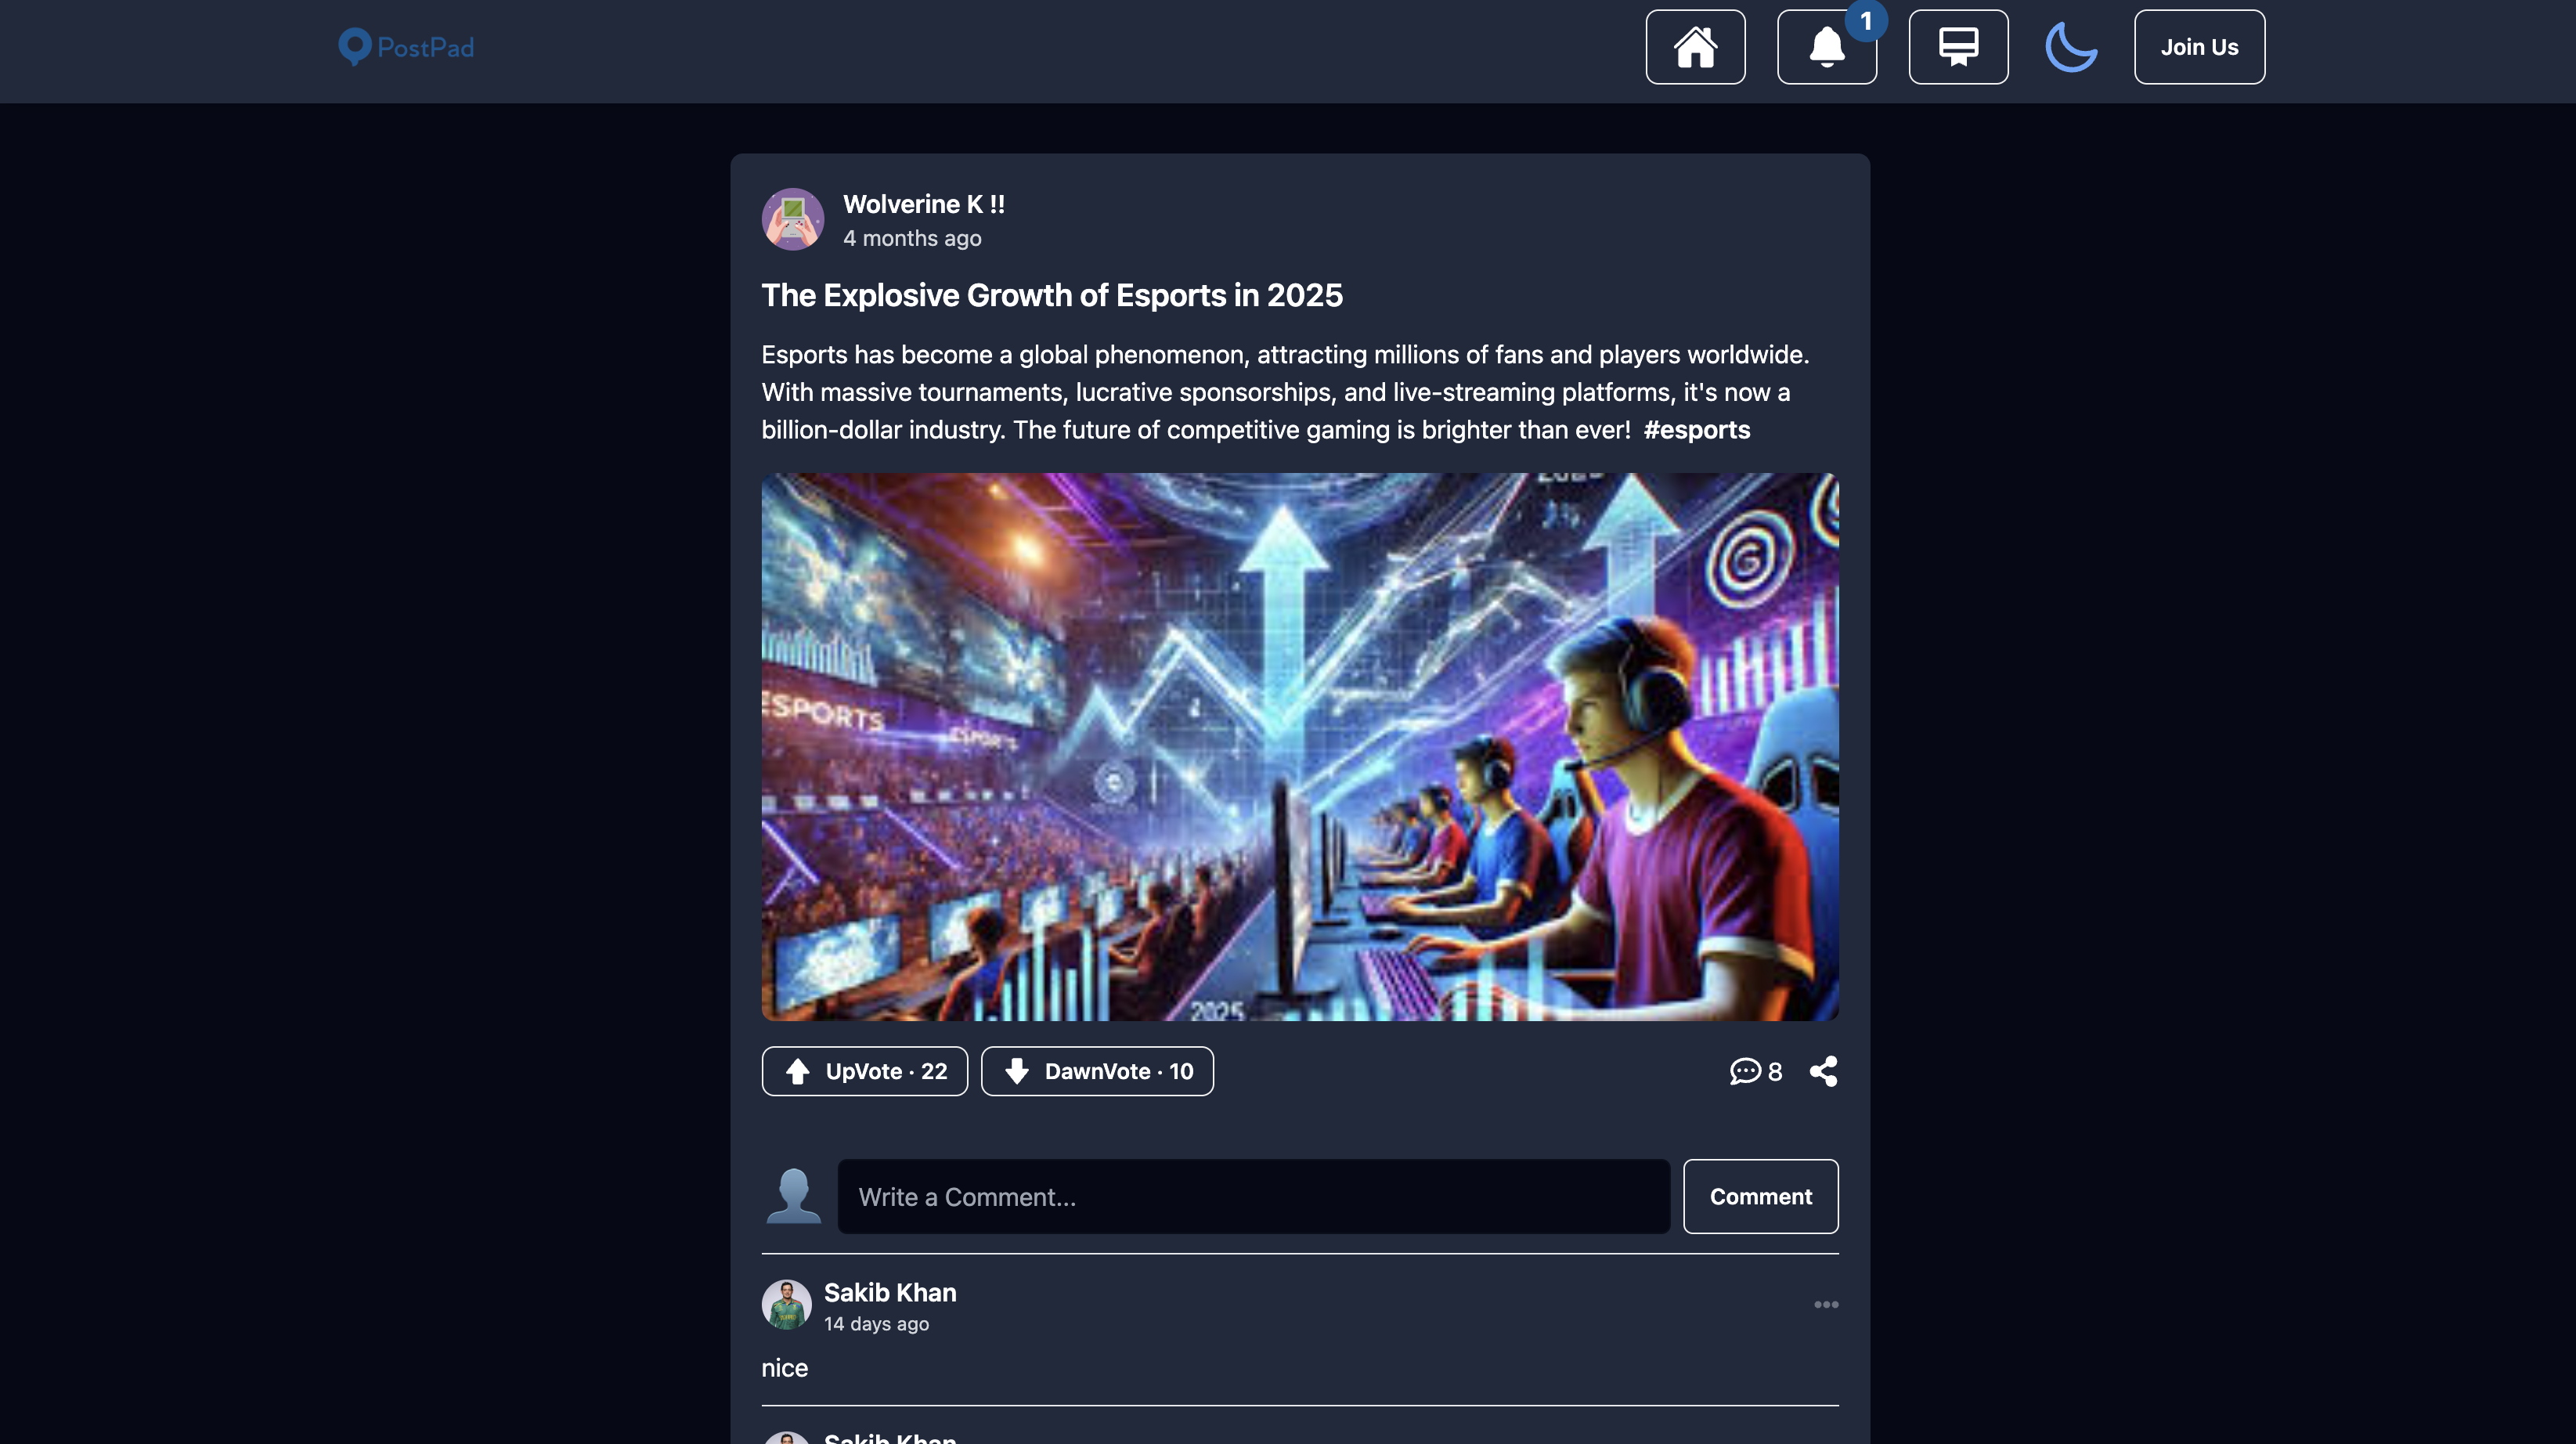 PostPad
1
Join Us
Wolverine K !!
4 months ago
The Explosive Growth of Esports in 2025
Esports has become a global phenomenon, attracting millions of fans and players worldwide.
With massive tournaments, lucrative sponsorships, and live-streaming platforms, it's now a
billion-dollar industry. The future of competitive gaming is brighter than ever! #esports
ESPORTS
ESPORTS
G
2025
UpVote · 22
DawnVote · 10
8
Write a Comment...
Comment
Sakib Khan
14 days ago
nice
Sakib Khan